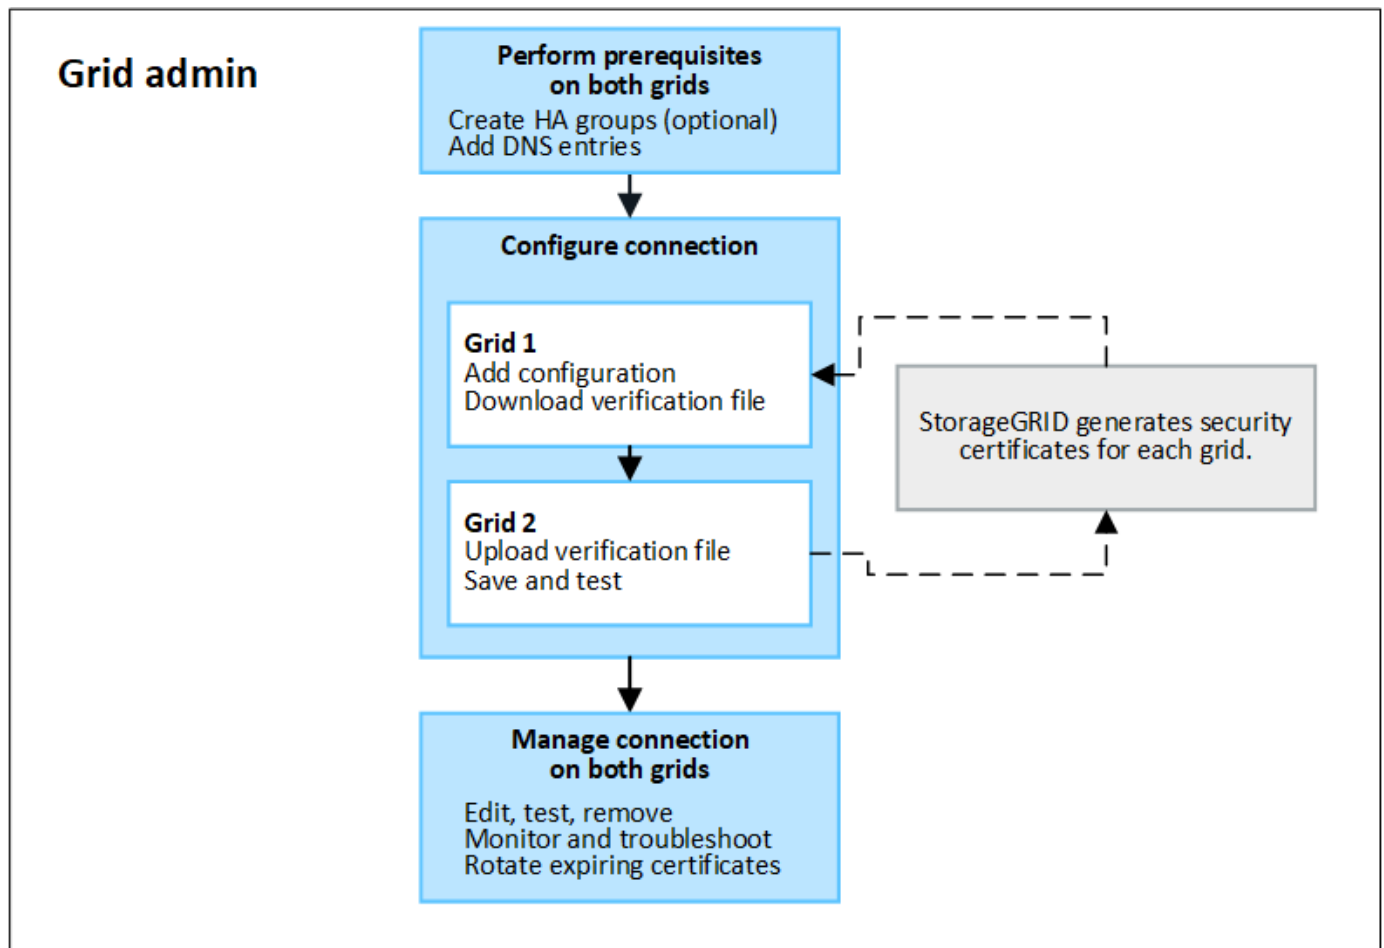 Grid admin
Perform prerequisites
on both grids
Create HA groups (optional)
Add DNS entries
Configure connection
Grid 1
Add configuration
Download verification file
StorageGRID generates security
certificates for each grid.
Grid 2
Upload verification file
Save and test
Manage connection
on both grids
Edit, test, remove
Monitor and troubleshoot
Rotate expiring certificates